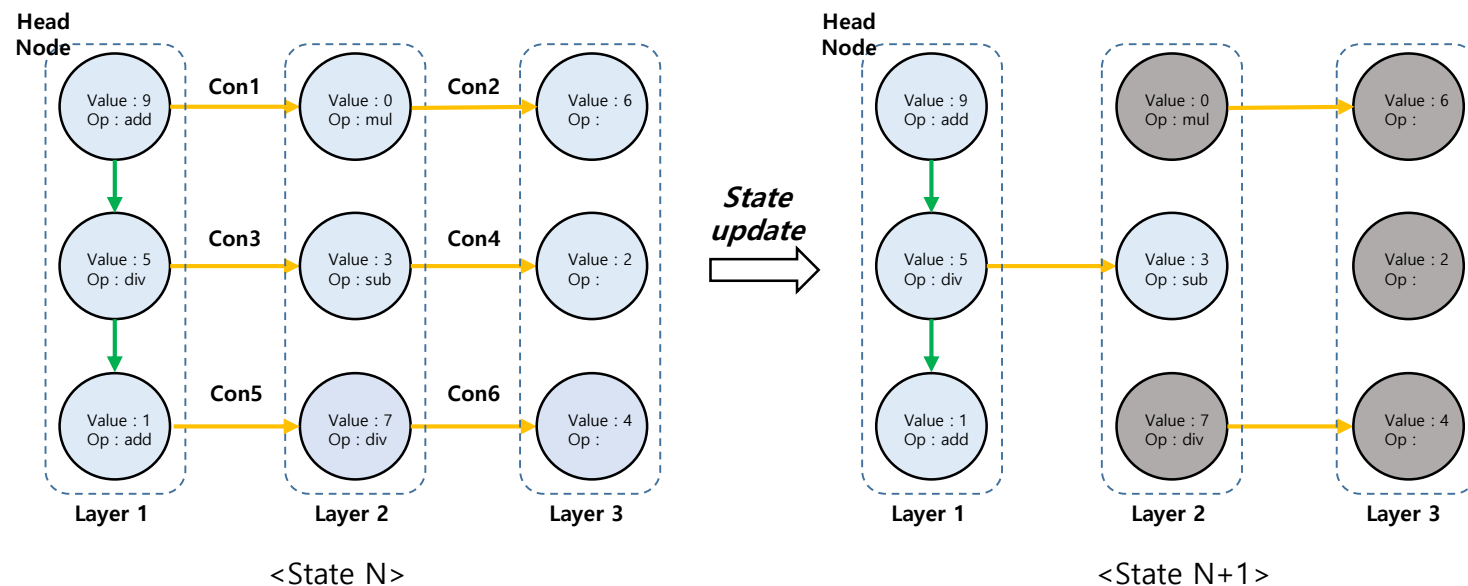 Head
Node
Value : 9
Op : add
Con1
Value : 0
Op : mul
Con2
Value : 6
Op :
Value : 5
Op : div
Con3
Value : 3
Op : sub
Con4
Value : 2
Op :
Value : 1
Op : add
Con5
Value : 7
Op : div
Con6
Value : 4
Op :
Layer 1
Layer 2
Layer 3
<State N>
State
update
Head
Node
Value : 9
Op : add
Value : 0
Op : mul
Value : 6
Op :
Value : 5
Op : div
Value : 3
Op : sub
Value : 2
Op :
Value : 1
Op : add
Value : 7
Op : div
Value : 4
Op :
Layer 1
Layer 2
Layer 3
<State N+1>